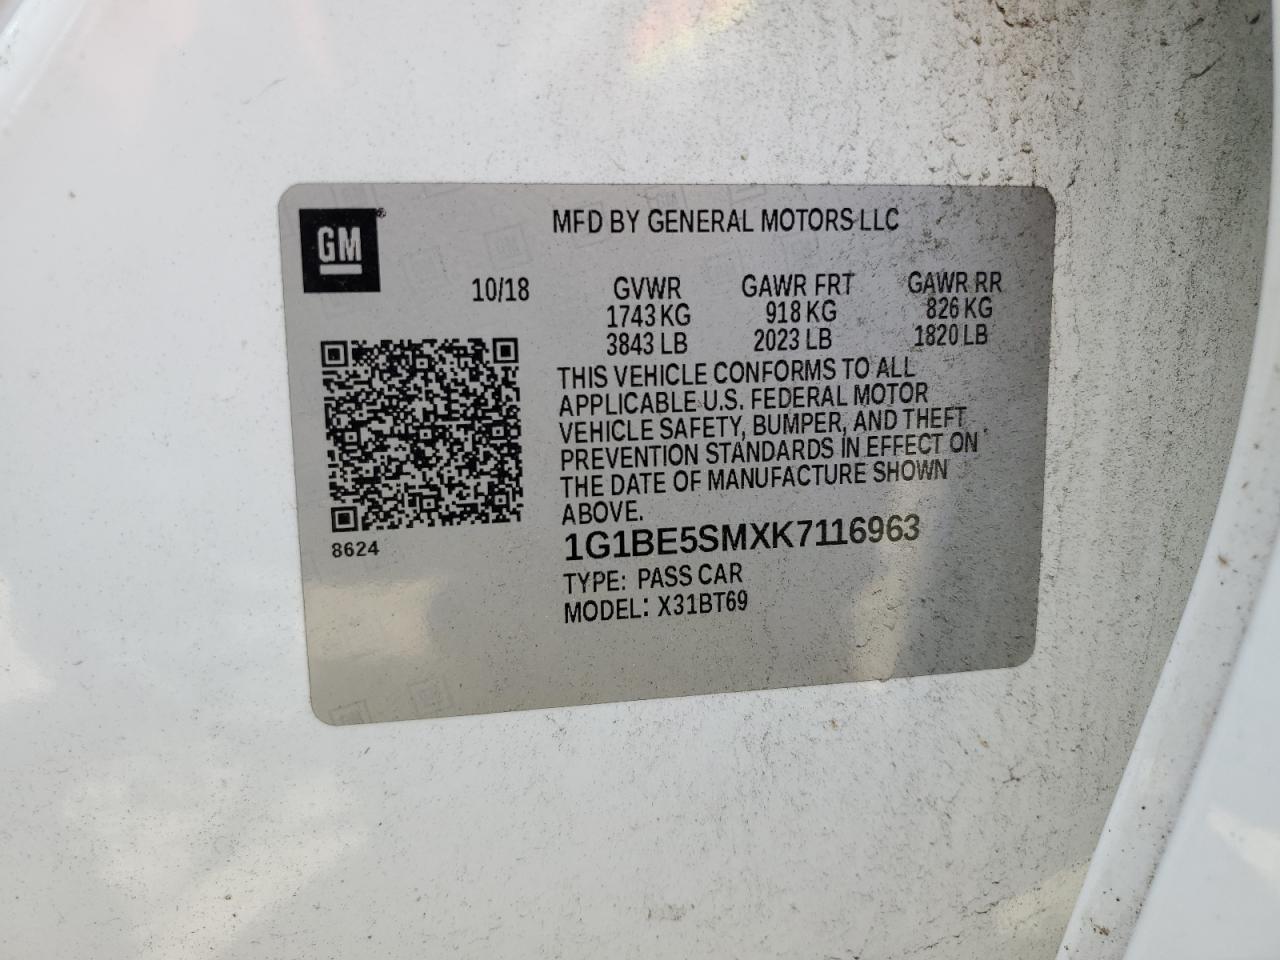 GM®
MFD BY GENERAL MOTORS LLC
10/18
GVWR GAWR FRT GAWR RR
1743 KG 918 KG 826 KG
3843 LB 2023 LB 1820 LB
THIS VEHICLE CONFORMS TO ALL
APPLICABLE U.S. FEDERAL MOTOR
VEHICLE SAFETY, BUMPER, AND THEFT
PREVENTION STANDARDS IN EFFECT ON
THE DATE OF MANUFACTURE SHOWN
ABOVE.
8624
1G1BE5SMXK7116963
TYPE: PASS CAR
MODEL: X31BT69